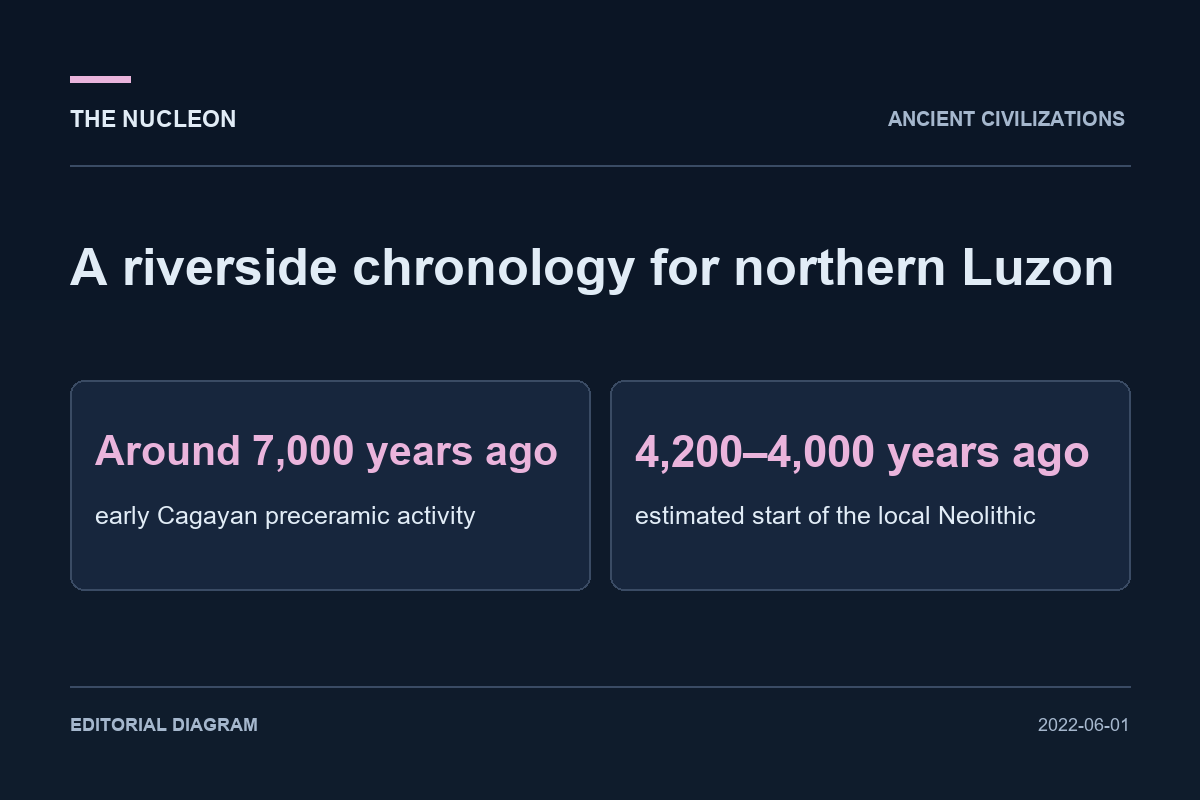 THE NUCLEON
ANCIENT CIVILIZATIONS
A riverside chronology for northern Luzon
Around 7,000 years ago
early Cagayan preceramic activity
4,200–4,000 years ago
estimated start of the local Neolithic
EDITORIAL DIAGRAM
2022-06-01